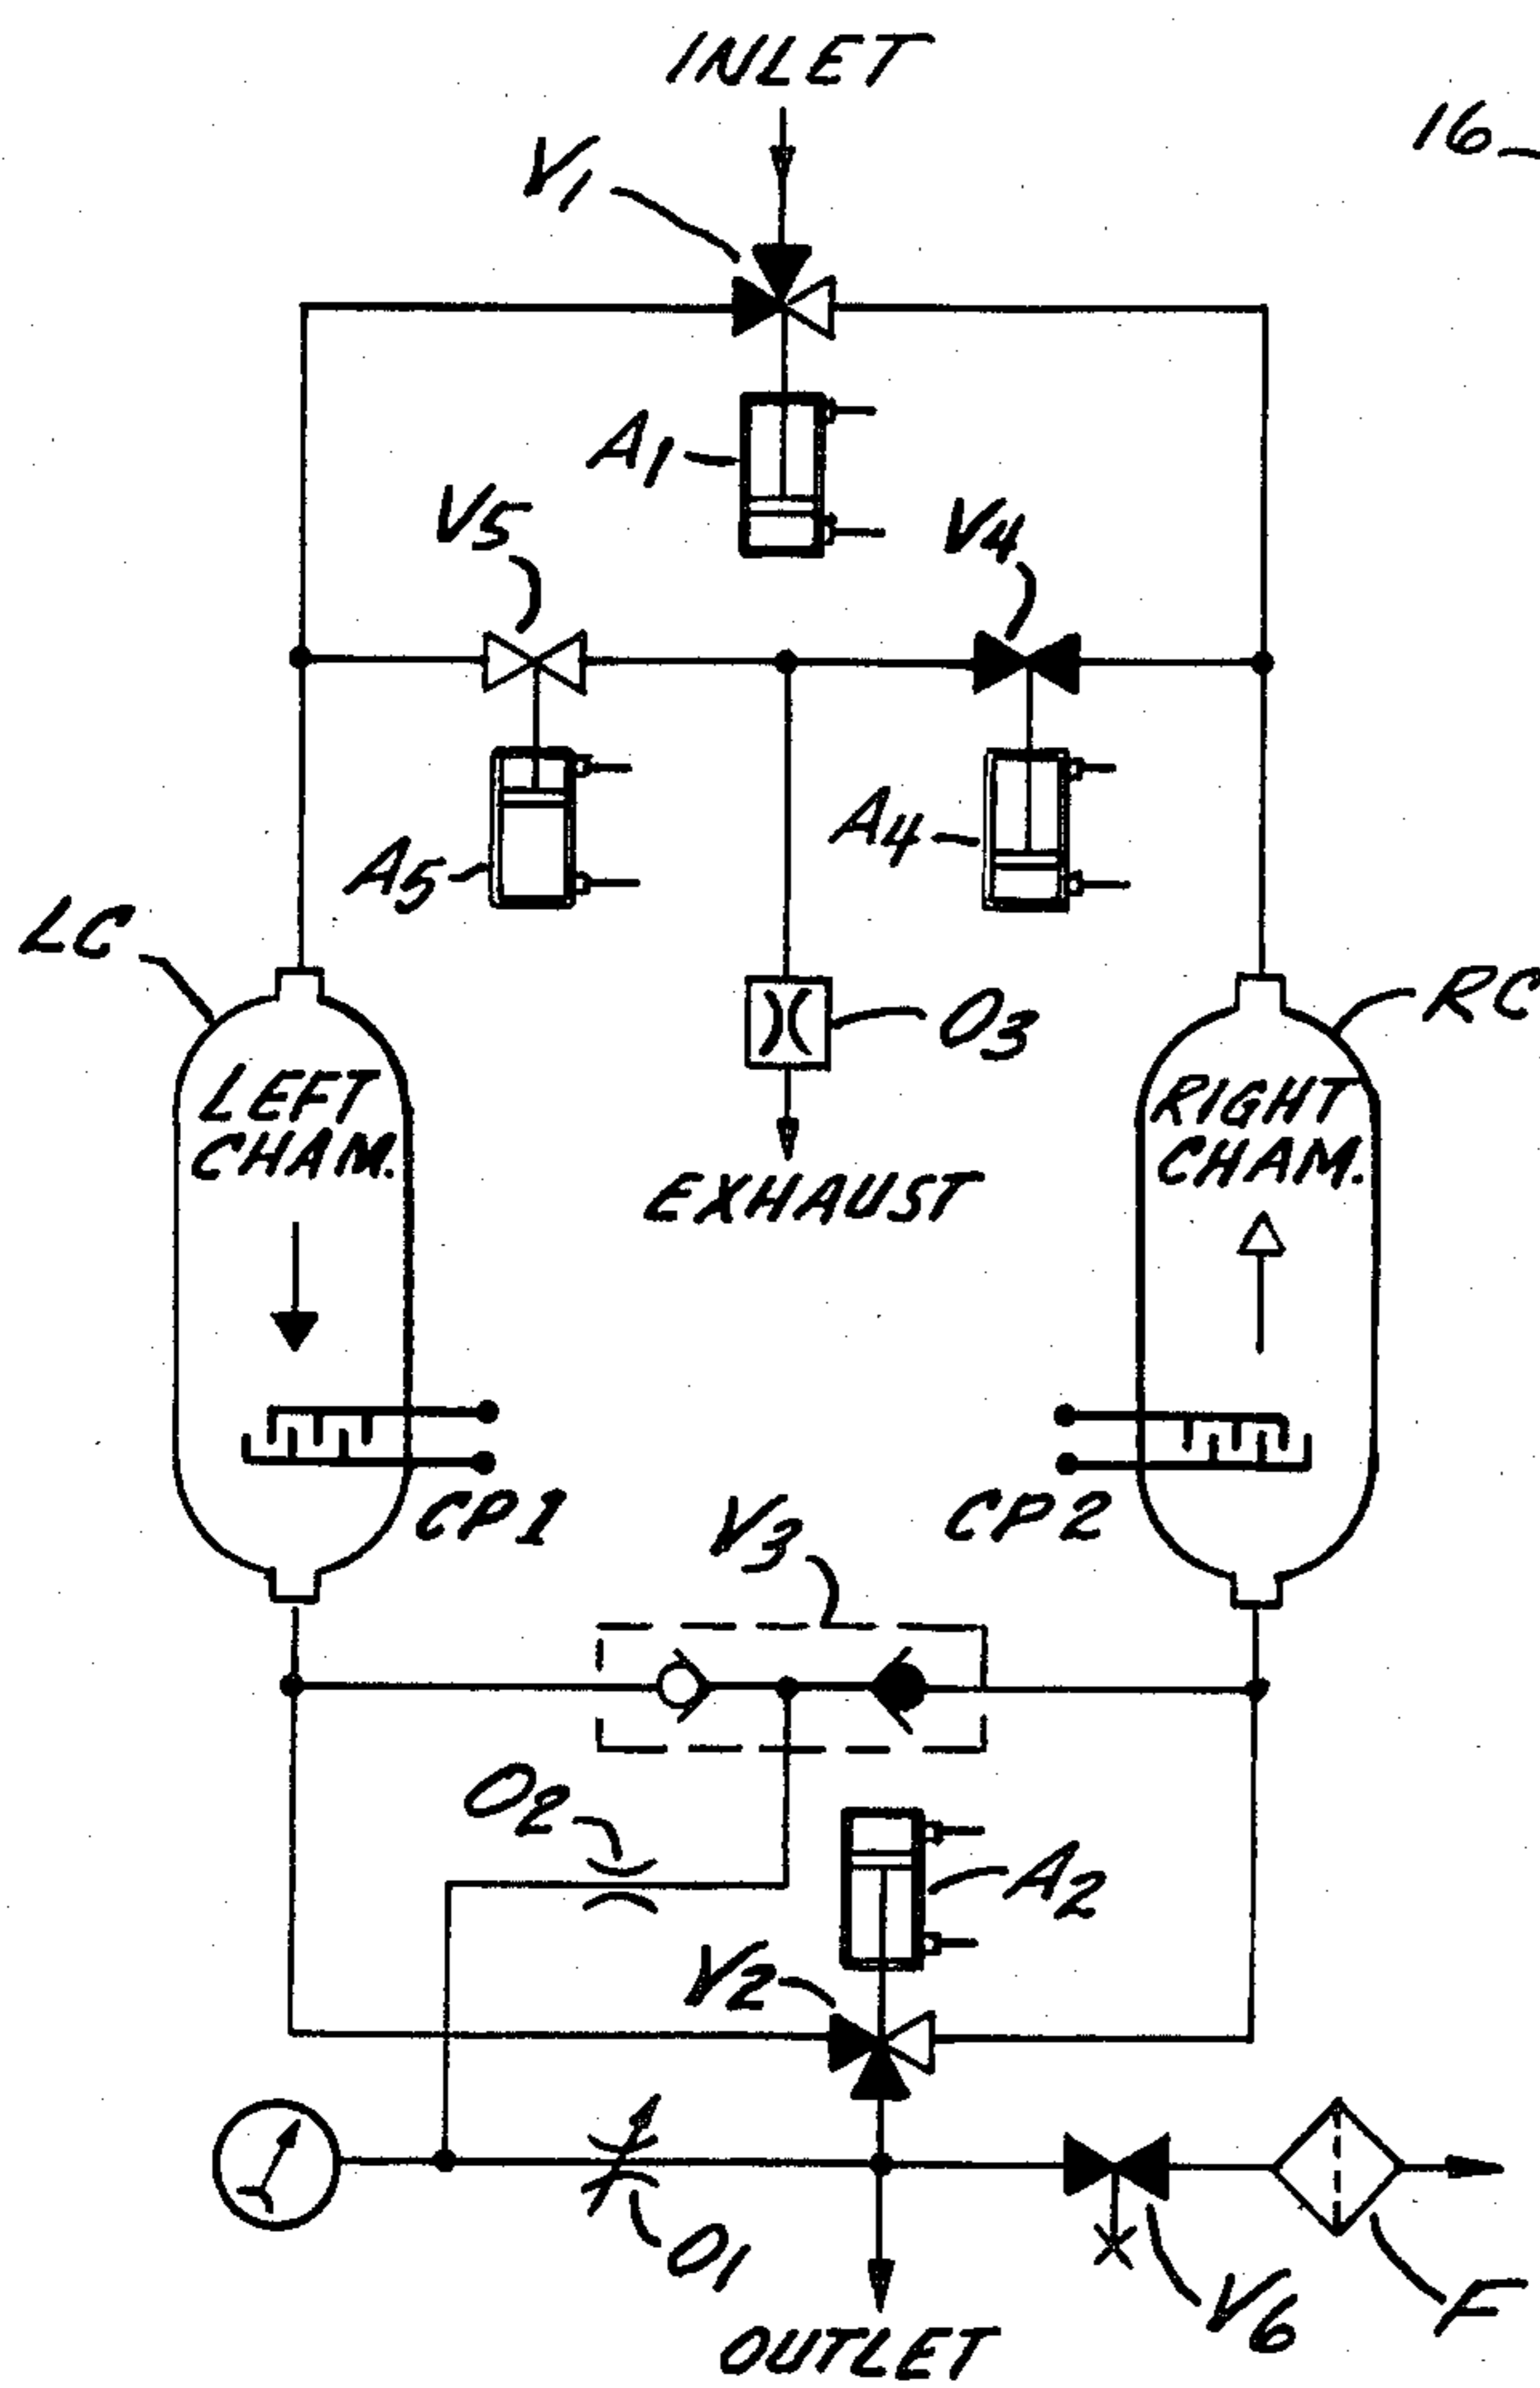 INLET
16
V1
A1
V5
V4
A5
A4
LC
O3
RC
LEFT
CHAM.
RIGHT
CHAM.
EXHAUST
CP1
CP2
V3
O2
A2
V2
O1
V6
F
OUTLET